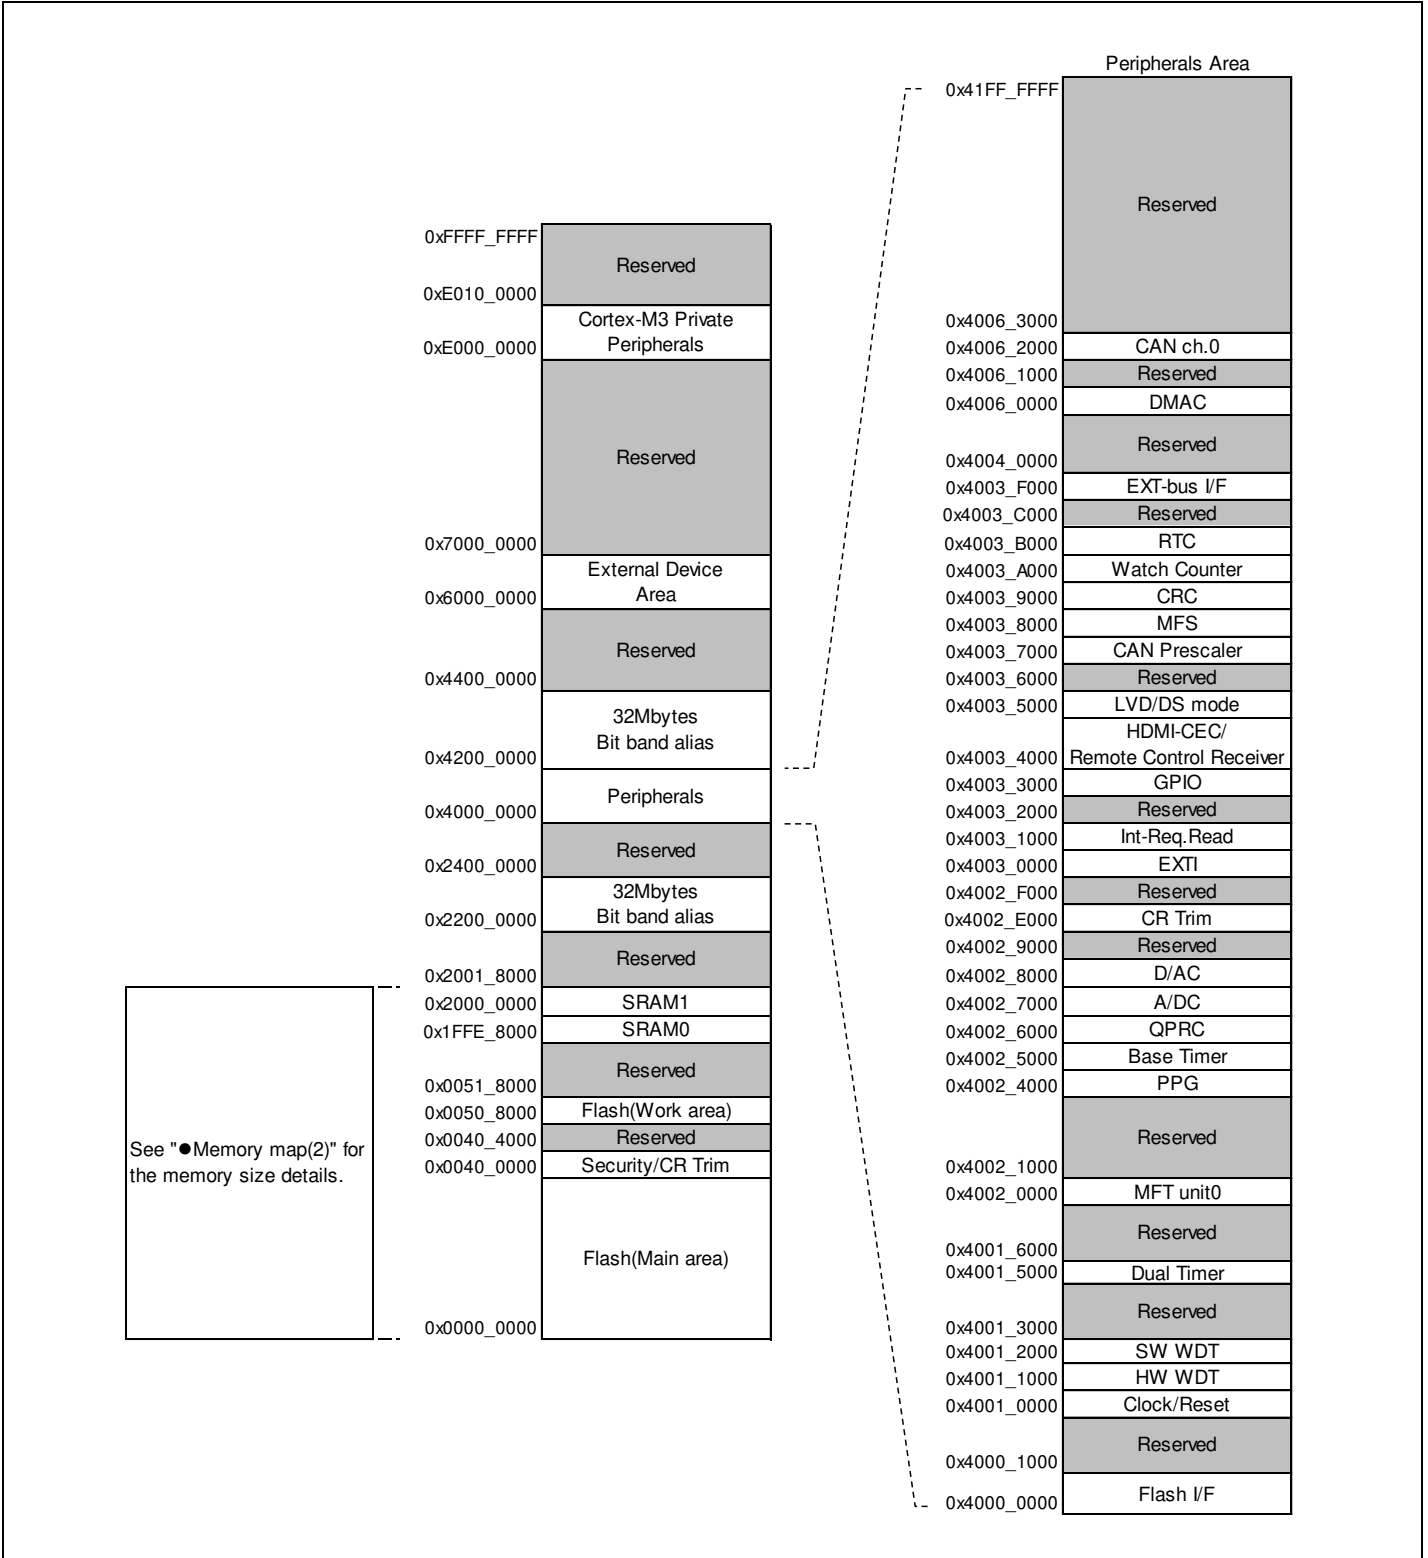 Peripherals Area
0x41FF_FFFF
Reserved
0x4006_3000
0x4006_2000 CAN ch.0
0x4006_1000 Reserved
0x4006_0000 DMAC
Reserved
0x4004_0000
0x4003_F000 EXT-bus I/F
0x4003_C000 Reserved
0x4003_B000 RTC
0x4003_A000 Watch Counter
0x4003_9000 CRC
0x4003_8000 MFS
0x4003_7000 CAN Prescaler
0x4003_6000 Reserved
0x4003_5000 LVD/DS mode
HDMI-CEC/
0x4003_4000 Remote Control Receiver
0x4003_3000 GPIO
0x4003_2000 Reserved
0x4003_1000 Int-Req.Read
0x4003_0000 EXTI
0x4002_F000 Reserved
0x4002_E000 CR Trim
0x4002_9000 Reserved
0x4002_8000 D/AC
0x4002_7000 A/DC
0x4002_6000 QPRC
0x4002_5000 Base Timer
0x4002_4000 PPG
Reserved
0x4002_1000
0x4002_0000 MFT unit0
Reserved
0x4001_6000
0x4001_5000 Dual Timer
Reserved
0x4001_3000
0x4001_2000 SW WDT
0x4001_1000 HW WDT
0x4001_0000 Clock/Reset
Reserved
0x4000_1000
0x4000_0000 Flash I/F
0xFFFF_FFFF
Reserved
0xE010_0000
Cortex-M3 Private
0xE000_0000 Peripherals
Reserved
0x7000_0000
External Device
0x6000_0000 Area
Reserved
0x4400_0000
32Mbytes
Bit band alias
0x4200_0000
Peripherals
0x4000_0000
Reserved
0x2400_0000
32Mbytes
0x2200_0000 Bit band alias
Reserved
0x2001_8000
0x2000_0000 SRAM1
0x1FFE_8000 SRAM0
Reserved
0x0051_8000
0x0050_8000 Flash(Work area)
0x0040_4000 Reserved
0x0040_0000 Security/CR Trim
Flash(Main area)
0x0000_0000
See "●Memory map(2)" for
the memory size details.